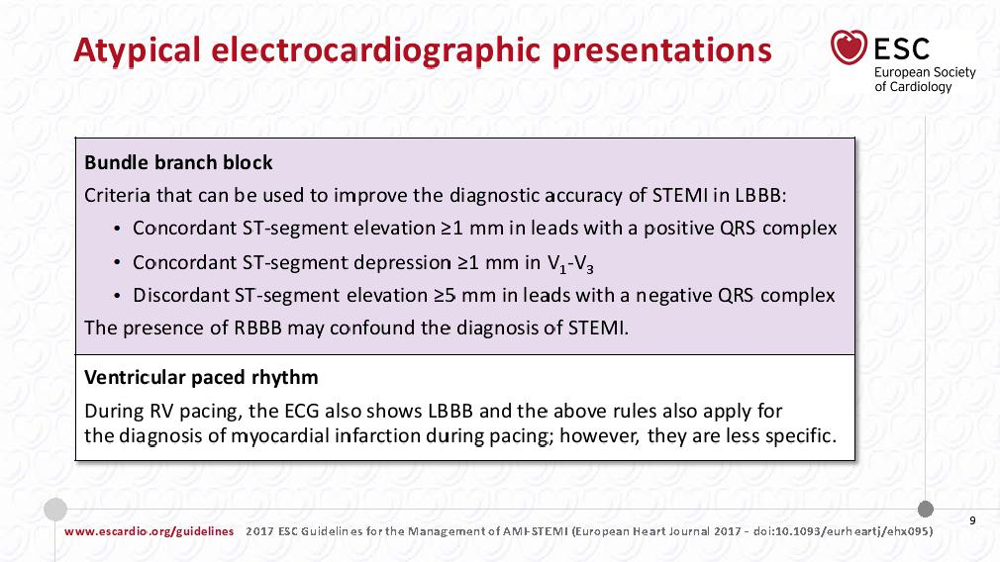 Atypical electrocardiographic presentations
ESC
European Society
of Cardiology
Bundle branch block
Criteria that can be used to improve the diagnostic accuracy of STEMI in LBBB:
• Concordant ST-segment elevation ≥1 mm in leads with a positive QRS complex
• Concordant ST-segment depression ≥1 mm in V₁-V₃
• Discordant ST-segment elevation ≥5 mm in leads with a negative QRS complex
The presence of RBBB may confound the diagnosis of STEMI.
Ventricular paced rhythm
During RV pacing, the ECG also shows LBBB and the above rules also apply for
the diagnosis of myocardial infarction during pacing; however, they are less specific.
9
www.escardio.org/guidelines 2017 ESC Guidelines for the Management of AMI-STEMI (European Heart Journal 2017 - doi:10.1093/eurheartj/ehx095)